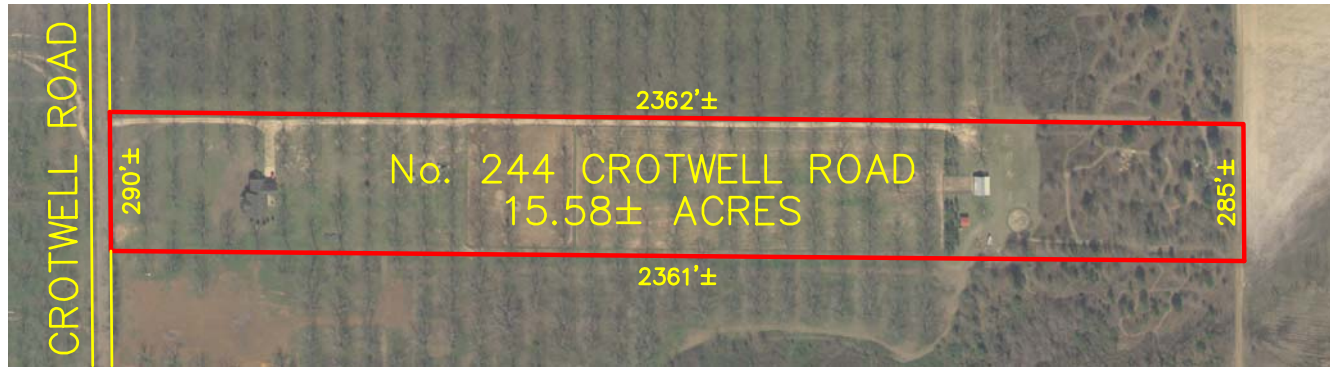 CROTWELL ROAD
2362'±
290'±
No. 244 CROTWELL ROAD
15.58± ACRES
285'±
2361'±